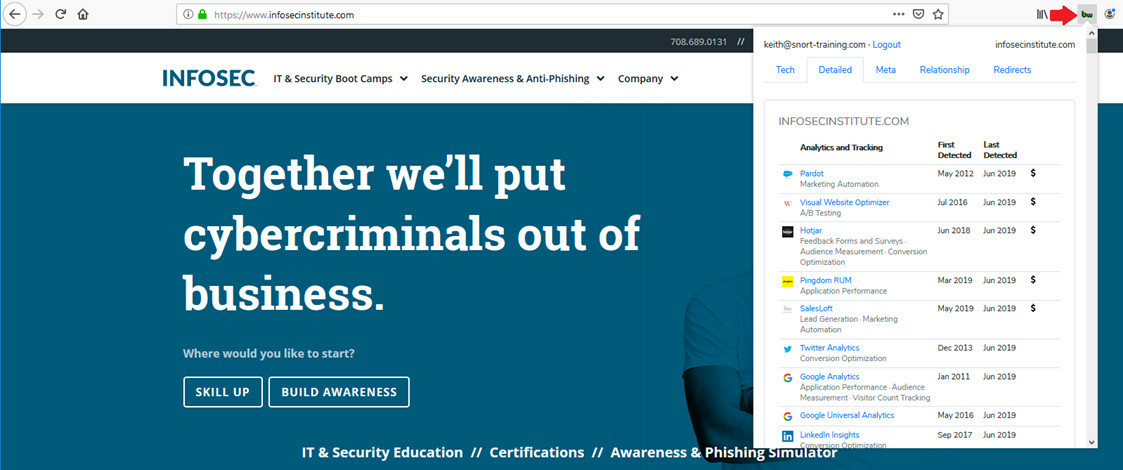 https://www.infosecinstitute.com
bw
708.689.0131 //
INFOSEC
IT & Security Boot Camps
Security Awareness & Anti-Phishing
Company
Together we'll put
cybercriminals out of
business.
Where would you like to start?
SKILL UP
BUILD AWARENESS
IT & Security Education // Certifications // Awareness & Phishing Simulator
keith@snort-training.com - Logout
infosecinstitute.com
Tech
Detailed
Meta
Relationship
Redirects
INFOSECINSTITUTE.COM
Analytics and Tracking
First
Detected
Last
Detected
Pardot May 2012 Jun 2019 $
Marketing Automation
Visual Website Optimizer Jul 2016 Jun 2019 $
A/B Testing
Hotjar Jun 2018 Jun 2019 $
Feedback Forms and Surveys ·
Audience Measurement · Conversion
Optimization
Pingdom RUM Mar 2019 Jun 2019 $
Application Performance
SalesLoft May 2019 Jun 2019 $
Lead Generation · Marketing
Automation
Twitter Analytics Dec 2013 Jun 2019
Conversion Optimization
Google Analytics Jan 2011 Jun 2019
Application Performance · Audience
Measurement · Visitor Count Tracking
Google Universal Analytics May 2016 Jun 2019
LinkedIn Insights Sep 2017 Jun 2019
Conversion Optimization